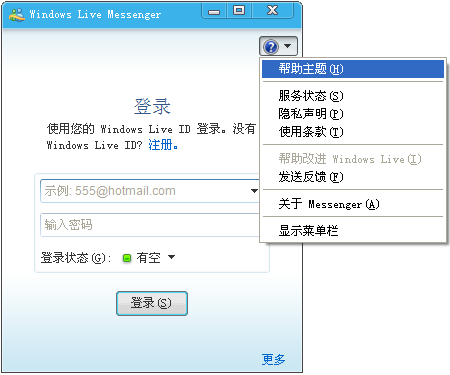 Windows Live Messenger
帮助主题(H)
服务状态(S)
隐私声明(P)
使用条款(T)
帮助改进 Windows Live(I)
发送反馈(F)
关于 Messenger(A)
显示菜单栏
登录
使用您的 Windows Live ID 登录。没有
Windows Live ID? 注册。
示例: 555@hotmail.com
输入密码
登录状态(G): 有空
登录(S)
更多